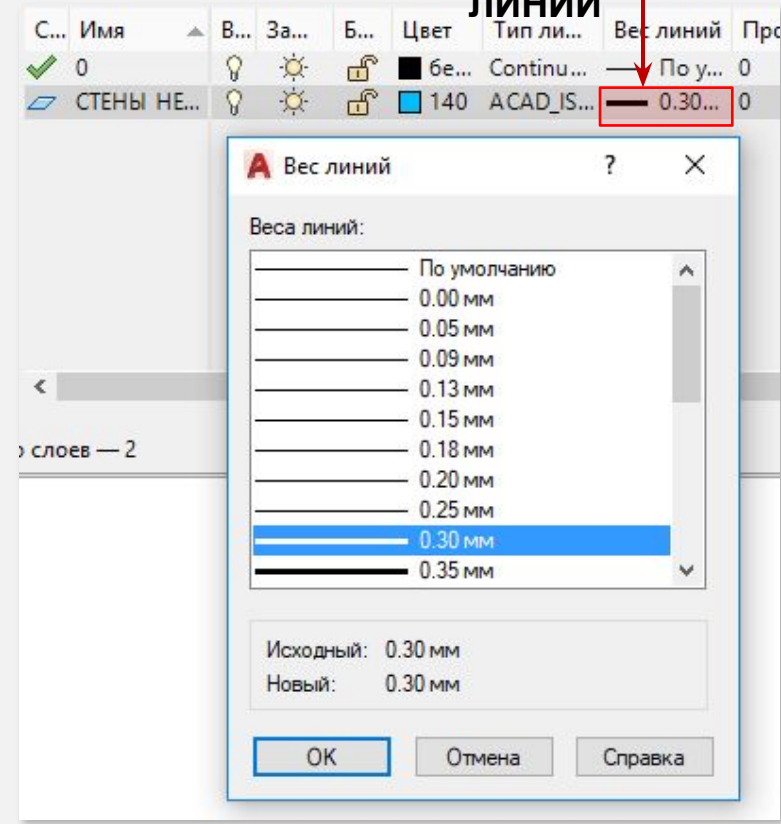 линий
С... Имя В... За... Б... Цвет Тип ли... Вес линий Про
0 бе... Continu... По у... 0
СТЕНЫ НЕ... 140 ACAD_IS... 0.30... 0
A Вес линий ? ×
Веса линий:
По умолчанию
0.00 мм
0.05 мм
0.09 мм
0.13 мм
0.15 мм
0.18 мм
0.20 мм
0.25 мм
0.30 мм
0.35 мм
слоев — 2
Исходный: 0.30 мм
Новый: 0.30 мм
OK Отмена Справка